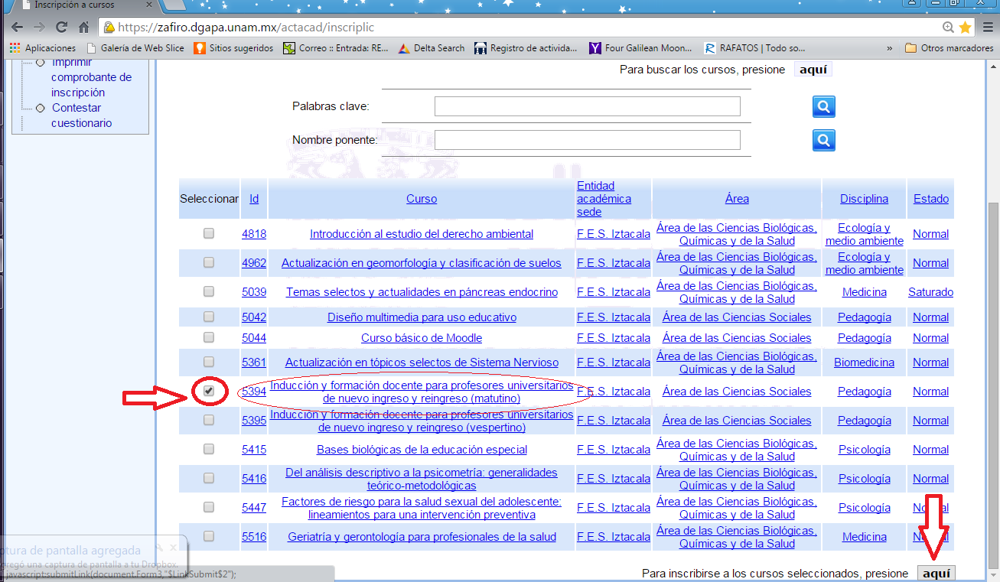 Inscripción a cursos
https://zafiro.dgapa.unam.mx/actacad/inscriplic
Aplicaciones Galería de Web Slice Sitios sugeridos Correo :: Entrada: RE... Delta Search Registro de activida... Four Galilean Moon... RAFATOS | Todo so... » Otros marcadores
Imprimir
comprobante de
inscripción
Contestar
cuestionario
Para buscar los cursos, presione aquí
Palabras clave:
Nombre ponente:
Seleccionar Id Curso Entidad académica sede Área Disciplina Estado
4818 Introducción al estudio del derecho ambiental F.E.S. Iztacala Área de las Ciencias Biológicas, Químicas y de la Salud Ecología y medio ambiente Normal
4962 Actualización en geomorfología y clasificación de suelos F.E.S. Iztacala Área de las Ciencias Biológicas, Químicas y de la Salud Ecología y medio ambiente Normal
5039 Temas selectos y actualidades en páncreas endocrino F.E.S. Iztacala Área de las Ciencias Biológicas, Químicas y de la Salud Medicina Saturado
5042 Diseño multimedia para uso educativo F.E.S. Iztacala Área de las Ciencias Sociales Pedagogía Normal
5044 Curso básico de Moodle F.E.S. Iztacala Área de las Ciencias Sociales Pedagogía Normal
5361 Actualización en tópicos selectos de Sistema Nervioso F.E.S. Iztacala Área de las Ciencias Biológicas, Químicas y de la Salud Biomedicina Normal
5394 Inducción y formación docente para profesores universitarios de nuevo ingreso y reingreso (matutino) F.E.S. Iztacala Área de las Ciencias Sociales Pedagogía Normal
5395 Inducción y formación docente para profesores universitarios de nuevo ingreso y reingreso (vespertino) F.E.S. Iztacala Área de las Ciencias Sociales Pedagogía Normal
5415 Bases biológicas de la educación especial F.E.S. Iztacala Área de las Ciencias Biológicas, Químicas y de la Salud Psicología Normal
5416 Del análisis descriptivo a la psicometría: generalidades teórico-metodológicas F.E.S. Iztacala Área de las Ciencias Biológicas, Químicas y de la Salud Psicología Normal
5447 Factores de riesgo para la salud sexual del adolescente: lineamientos para una intervención preventiva F.E.S. Iztacala Área de las Ciencias Biológicas, Químicas y de la Salud Psicología
5516 Geriatría y gerontología para profesionales de la salud F.E.S. Iztacala Área de las Ciencias Biológicas, Químicas y de la Salud Medicina
ptura de pantalla agregada
gregó una captura de pantalla a tu Dropbox.
javascript:submitLink(document.Form3,"$LinkSubmit$2");
Para inscribirse a los cursos seleccionados, presione aquí